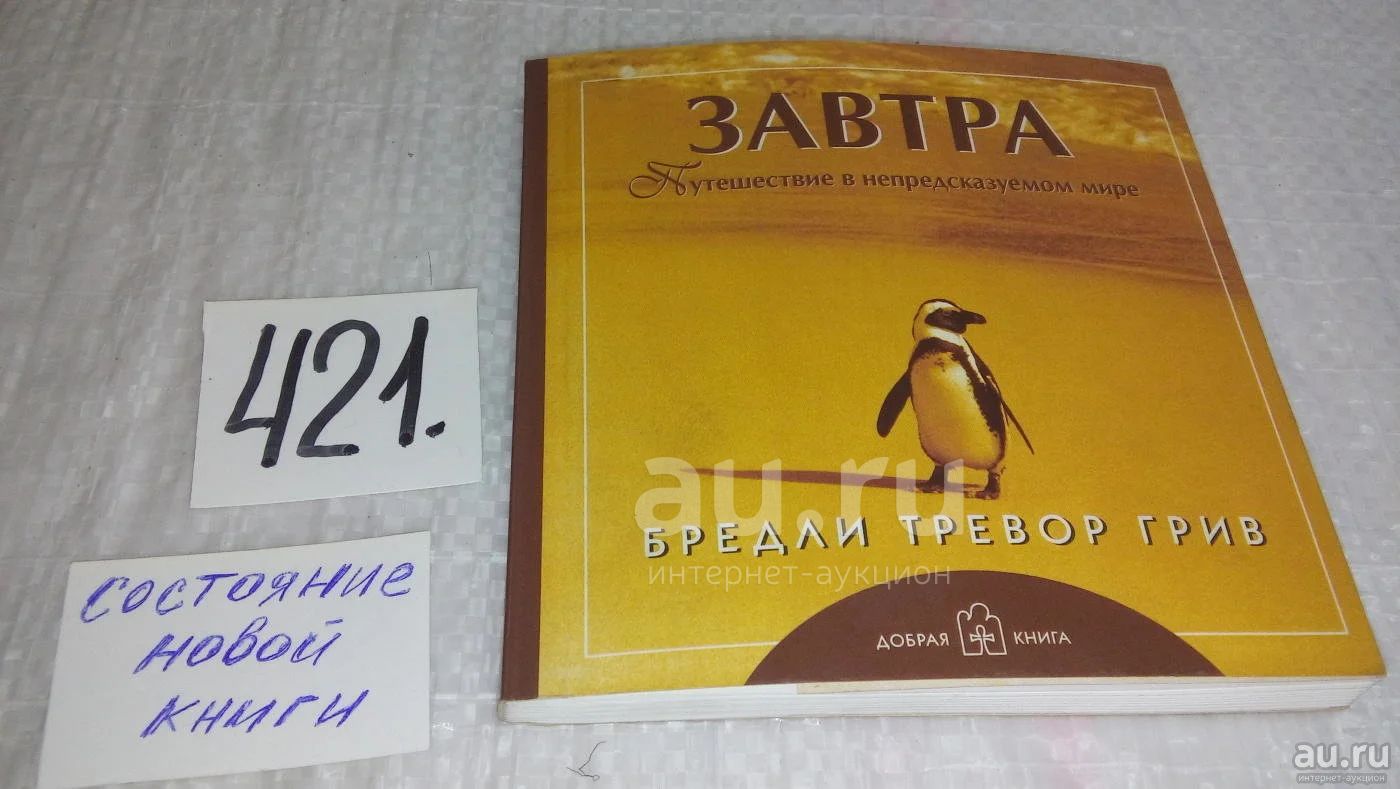 ЗАВТРА
Путешествие в непредсказуемом мире
au.ru
БРЕДЛИ ТРЕВОР ГРИВ
интернет-аукцион
ДОБРАЯ КНИГА
421.
состояние
новой
книги
au.ru
интернет-аукцион